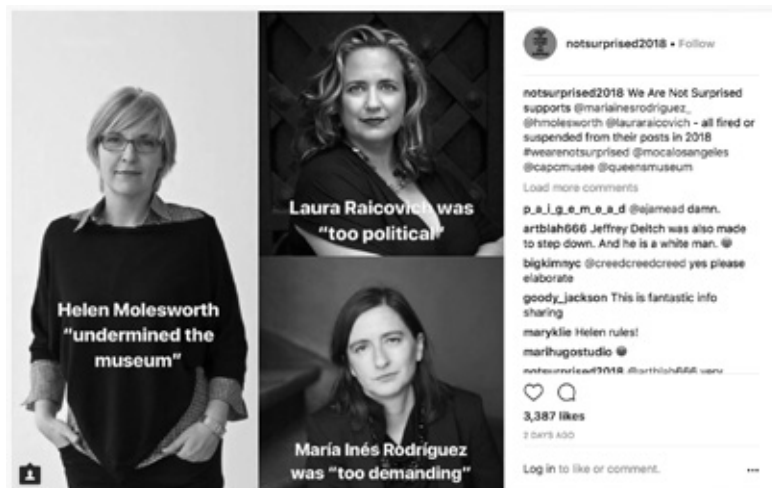 Helen Molesworth
“undermined the
museum”
Laura Raicovich was
“too political”
María Inés Rodríguez
was “too demanding”
notsurprised2018 • Follow
notsurprised2018 We Are Not Surprised
supports @mariainesrodriguez_
@hmolesworth @lauraraicovich - all fired or
suspended from their posts in 2018
#wearenotsurprised @mocalosangeles
@capcmusee @queensmuseum
Load more comments
p_a_i_g_e_m_e_a_d @ejamead damn.
artblah666 Jeffrey Deitch was also made
to step down. And he is a white man.
bigkimnyc @creedcreedcreed yes please
elaborate
goody_jackson This is fantastic info
sharing
maryklie Helen rules!
marihugostudio
notsurprised2018 @artblah666 very
3,387 likes
2 DAYS AGO
Log in to like or comment.